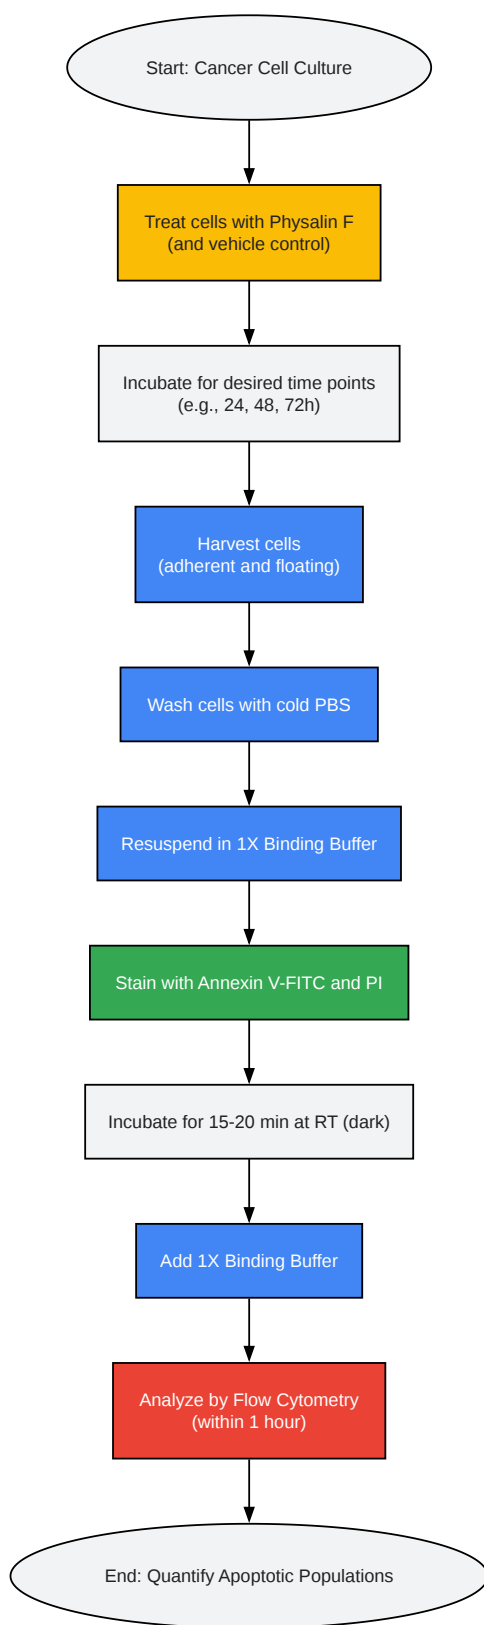 Start: Cancer Cell Culture
Treat cells with Physalin F
(and vehicle control)
Incubate for desired time points
(e.g., 24, 48, 72h)
Harvest cells
(adherent and floating)
Wash cells with cold PBS
Resuspend in 1X Binding Buffer
Stain with Annexin V-FITC and PI
Incubate for 15-20 min at RT (dark)
Add 1X Binding Buffer
Analyze by Flow Cytometry
(within 1 hour)
End: Quantify Apoptotic Populations